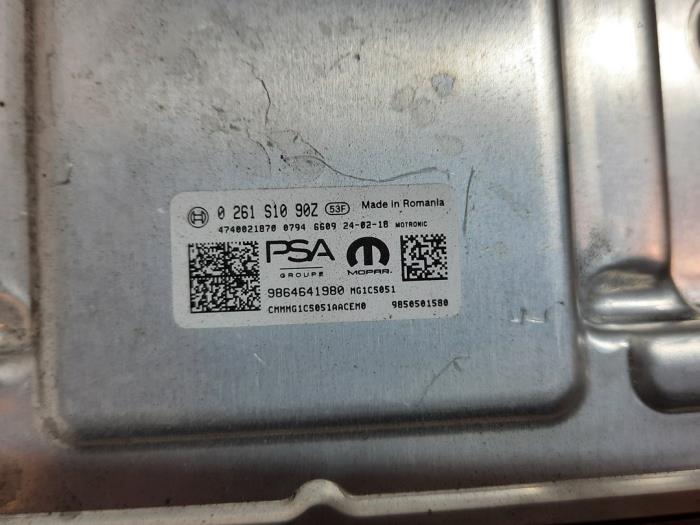 0 261 S10 90Z 53F Made in Romania
4740021870 0794 6609 24-02-18 MOTRONIC
PSA
GROUPE
MOPAR
9864641980 MG1CS051
CMMMG1CS051AACEM0 9850501580